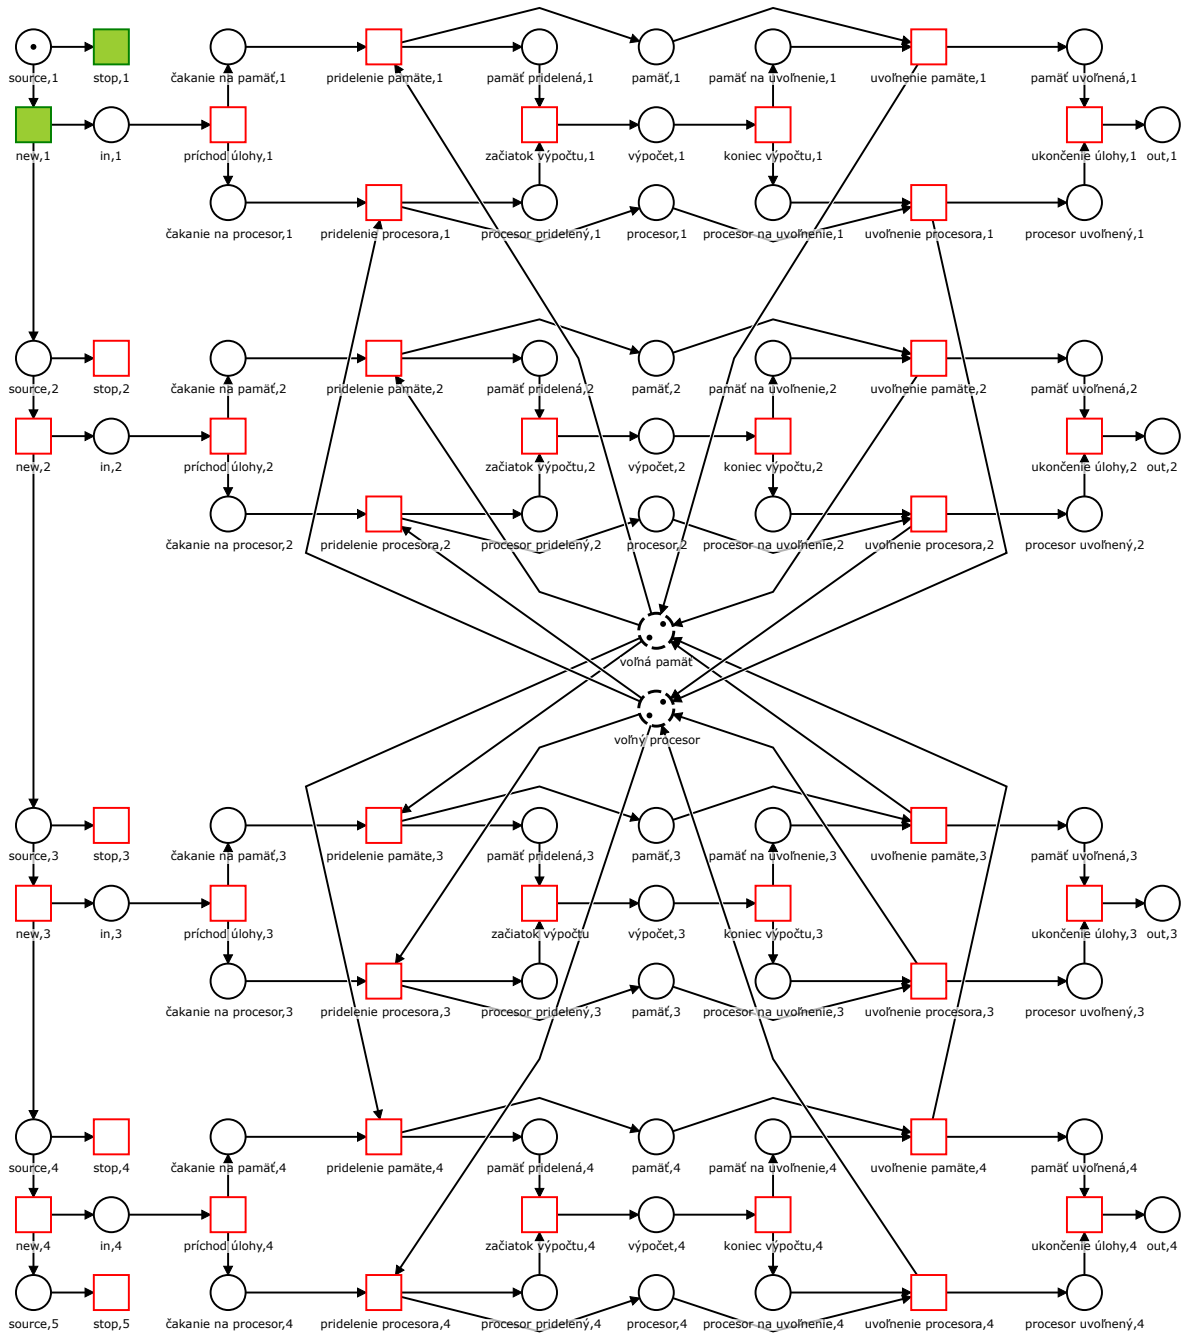 source,1 stop,1 čakanie na pamäť,1 pridelenie pamäte,1 pamäť pridelená,1 pamäť,1 pamäť na uvoľnenie,1 uvoľnenie pamäte,1 pamäť uvoľnená,1
new,1 in,1 príchod úlohy,1 začiatok výpočtu,1 výpočet,1 koniec výpočtu,1 ukončenie úlohy,1 out,1
čakanie na procesor,1 pridelenie procesora,1 procesor pridelený,1 procesor,1 procesor na uvoľnenie,1 uvoľnenie procesora,1 procesor uvoľnený,1
source,2 stop,2 čakanie na pamäť,2 pridelenie pamäte,2 pamäť pridelená,2 pamäť,2 pamäť na uvoľnenie,2 uvoľnenie pamäte,2 pamäť uvoľnená,2
new,2 in,2 príchod úlohy,2 začiatok výpočtu,2 výpočet,2 koniec výpočtu,2 ukončenie úlohy,2 out,2
čakanie na procesor,2 pridelenie procesora,2 procesor pridelený,2 procesor,2 procesor na uvoľnenie,2 uvoľnenie procesora,2 procesor uvoľnený,2
voľná pamäť
voľný procesor
source,3 stop,3 čakanie na pamäť,3 pridelenie pamäte,3 pamäť pridelená,3 pamäť,3 pamäť na uvoľnenie,3 uvoľnenie pamäte,3 pamäť uvoľnená,3
new,3 in,3 príchod úlohy,3 začiatok výpočtu výpočet,3 koniec výpočtu,3 ukončenie úlohy,3 out,3
čakanie na procesor,3 pridelenie procesora,3 procesor pridelený,3 pamäť,3 procesor na uvoľnenie,3 uvoľnenie procesora,3 procesor uvoľnený,3
source,4 stop,4 čakanie na pamäť,4 pridelenie pamäte,4 pamäť pridelená,4 pamäť,4 pamäť na uvoľnenie,4 uvoľnenie pamäte,4 pamäť uvoľnená,4
new,4 in,4 príchod úlohy,4 začiatok výpočtu,4 výpočet,4 koniec výpočtu,4 ukončenie úlohy,4 out,4
source,5 stop,5 čakanie na procesor,4 pridelenie procesora,4 procesor pridelený,4 procesor,4 procesor na uvoľnenie,4 uvoľnenie procesora,4 procesor uvoľnený,4